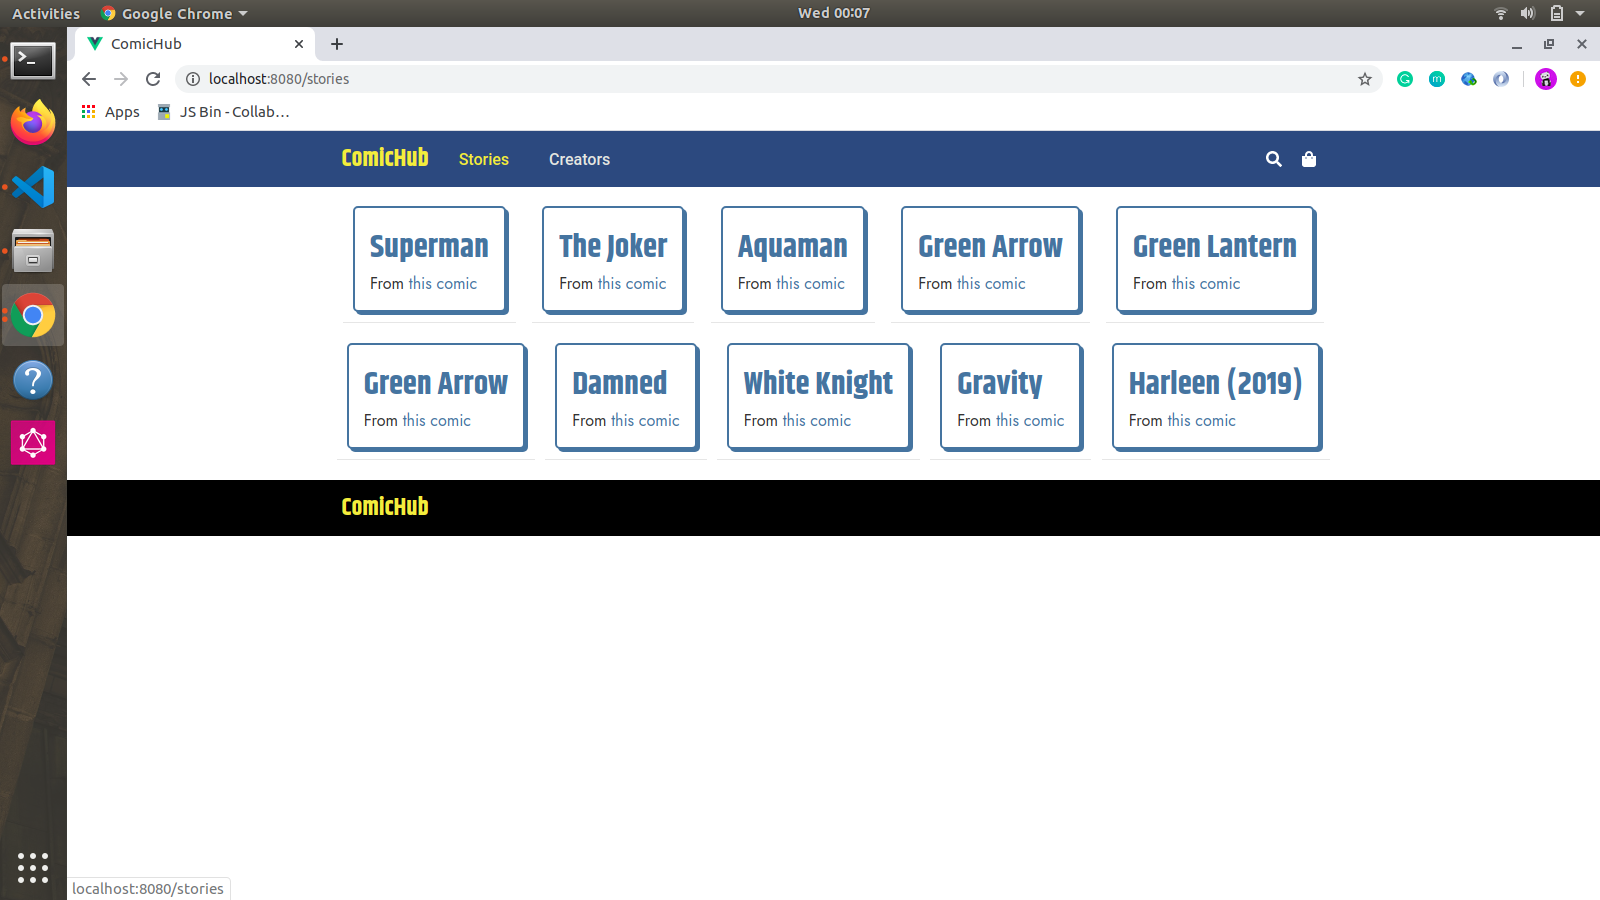 Activities Google Chrome Wed 00:07
ComicHub
localhost:8080/stories
Apps JS Bin - Collab...
ComicHub Stories Creators
Superman The Joker Aquaman Green Arrow Green Lantern
From this comic From this comic From this comic From this comic From this comic
Green Arrow Damned White Knight Gravity Harleen (2019)
From this comic From this comic From this comic From this comic From this comic
ComicHub
localhost:8080/stories